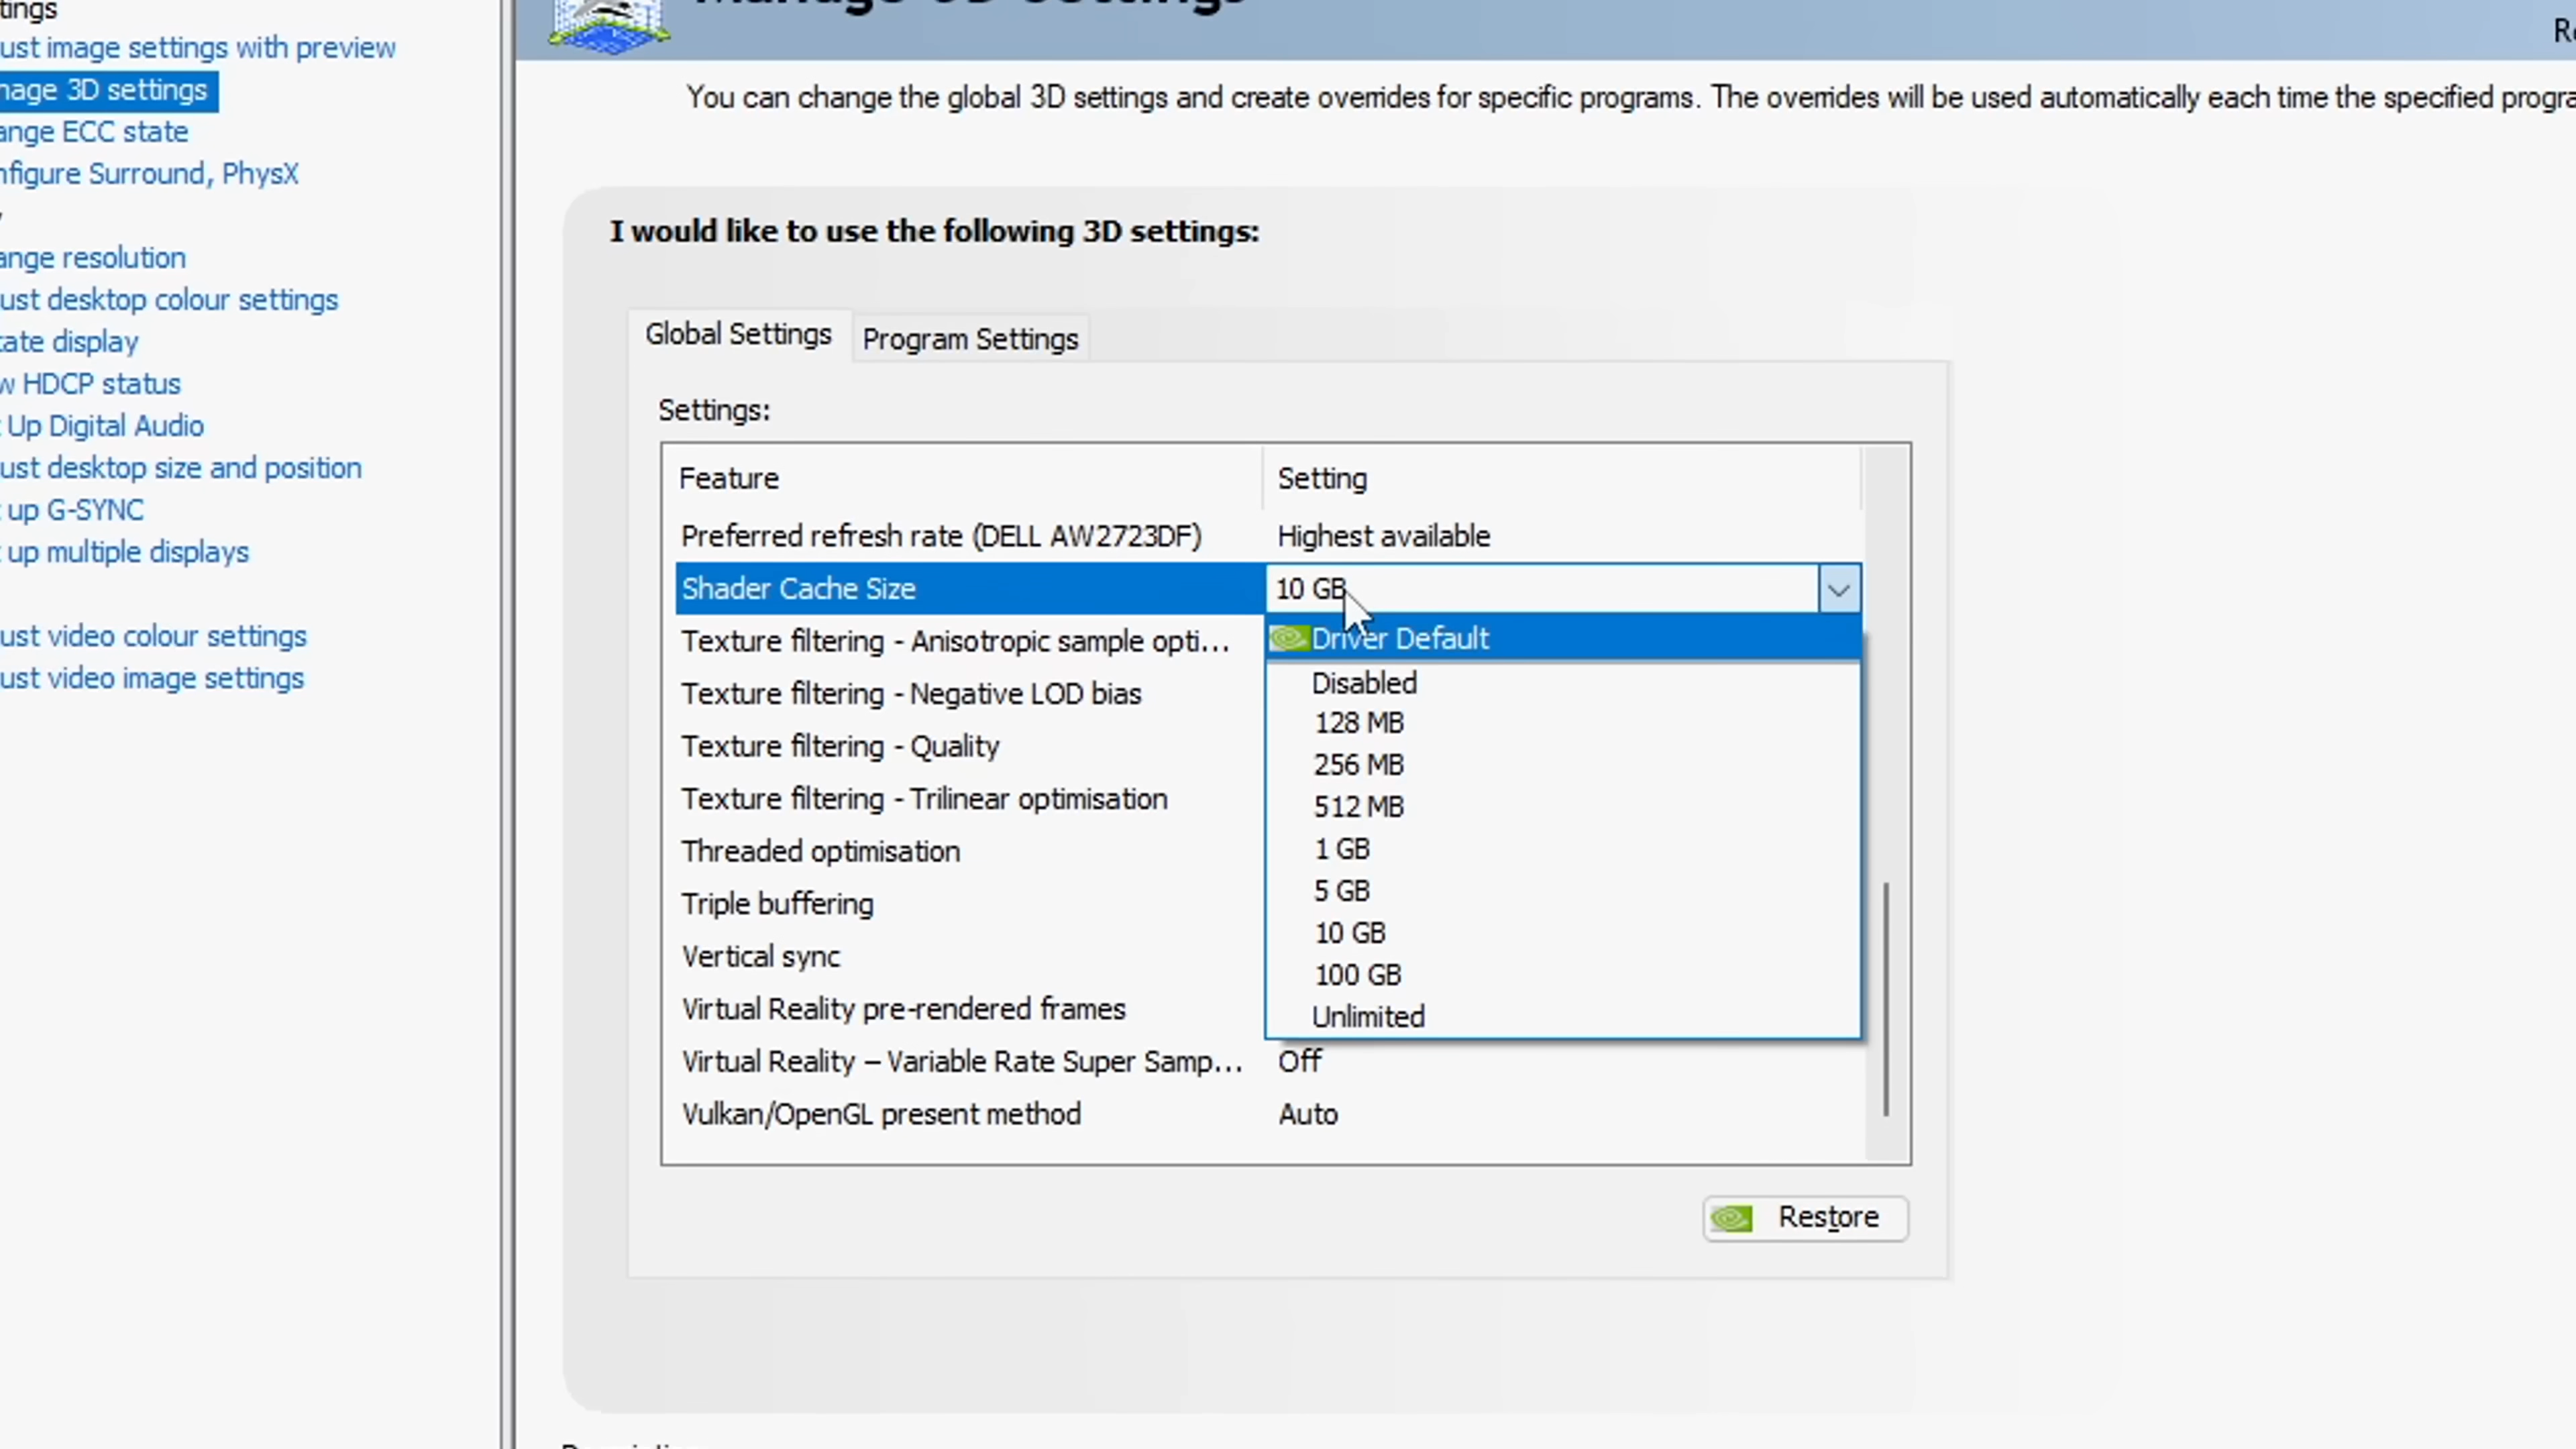 tings
ust image settings with preview
nage 3D settings
ange ECC state
nfigure Surround, PhysX
y
ange resolution
ust desktop colour settings
tate display
w HDCP status
t Up Digital Audio
ust desktop size and position
t up G-SYNC
t up multiple displays
ust video colour settings
ust video image settings
Manage 3D Settings
You can change the global 3D settings and create overrides for specific programs. The overrides will be used automatically each time the specified progra
I would like to use the following 3D settings:
Global Settings
Program Settings
Settings:
Feature Setting
Preferred refresh rate (DELL AW2723DF) Highest available
Shader Cache Size 10 GB
Driver Default
Texture filtering - Anisotropic sample opti...
Disabled
Texture filtering - Negative LOD bias
128 MB
Texture filtering - Quality
256 MB
Texture filtering - Trilinear optimisation
512 MB
Threaded optimisation
1 GB
Triple buffering
5 GB
Vertical sync
10 GB
100 GB
Virtual Reality pre-rendered frames
Unlimited
Virtual Reality – Variable Rate Super Samp... Off
Vulkan/OpenGL present method Auto
Restore